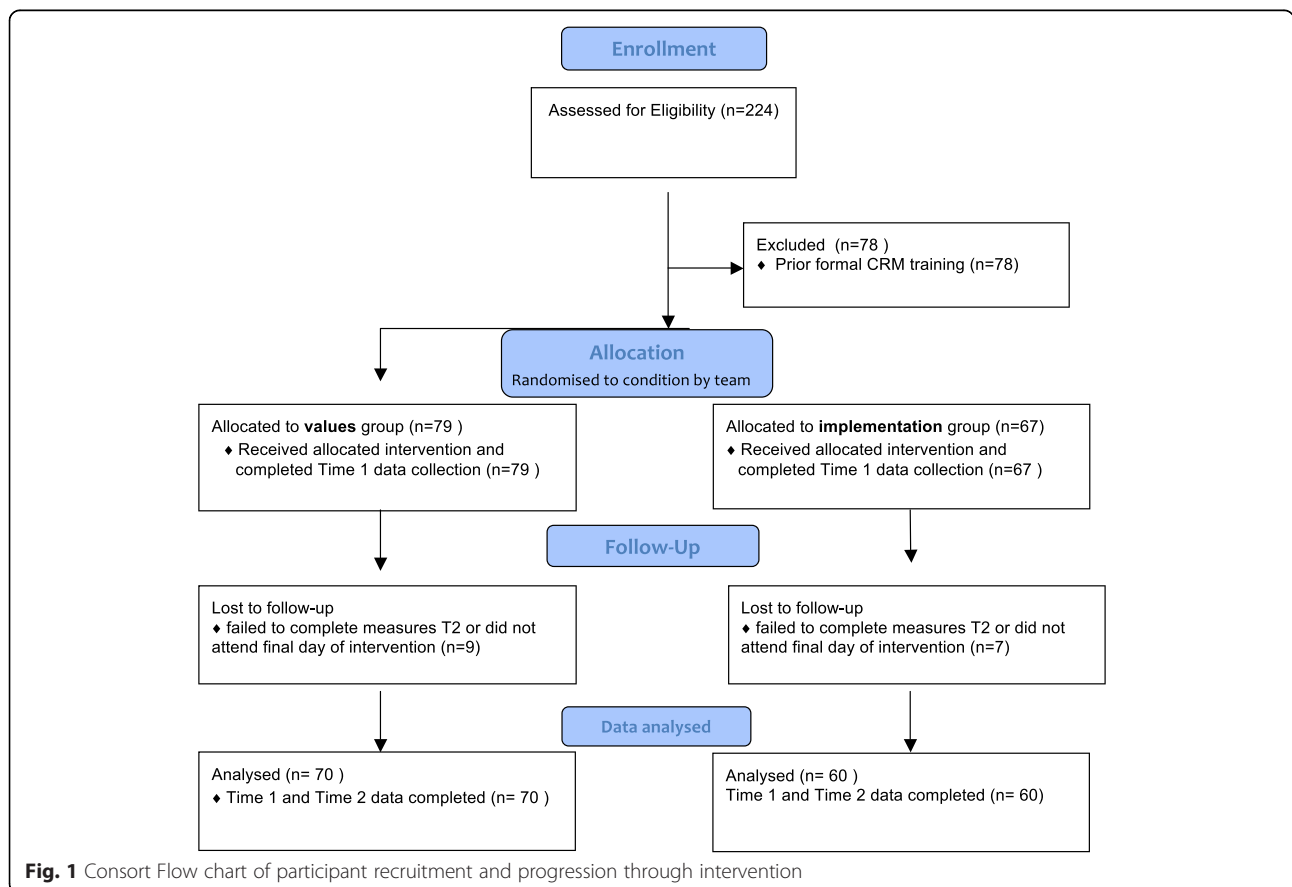 Enrollment
Assessed for Eligibility (n=224)
Excluded (n=78 )
♦ Prior formal CRM training (n=78)
Allocation
Randomised to condition by team
Allocated to values group (n=79 )
♦ Received allocated intervention and
completed Time 1 data collection (n=79 )
Allocated to implementation group (n=67)
♦ Received allocated intervention and
completed Time 1 data collection (n=67 )
Follow-Up
Lost to follow-up
♦ failed to complete measures T2 or did not
attend final day of intervention (n=9)
Lost to follow-up
♦ failed to complete measures T2 or did not
attend final day of intervention (n=7)
Data analysed
Analysed (n= 70 )
♦ Time 1 and Time 2 data completed (n= 70 )
Analysed (n= 60 )
Time 1 and Time 2 data completed (n= 60)
Fig. 1 Consort Flow chart of participant recruitment and progression through intervention